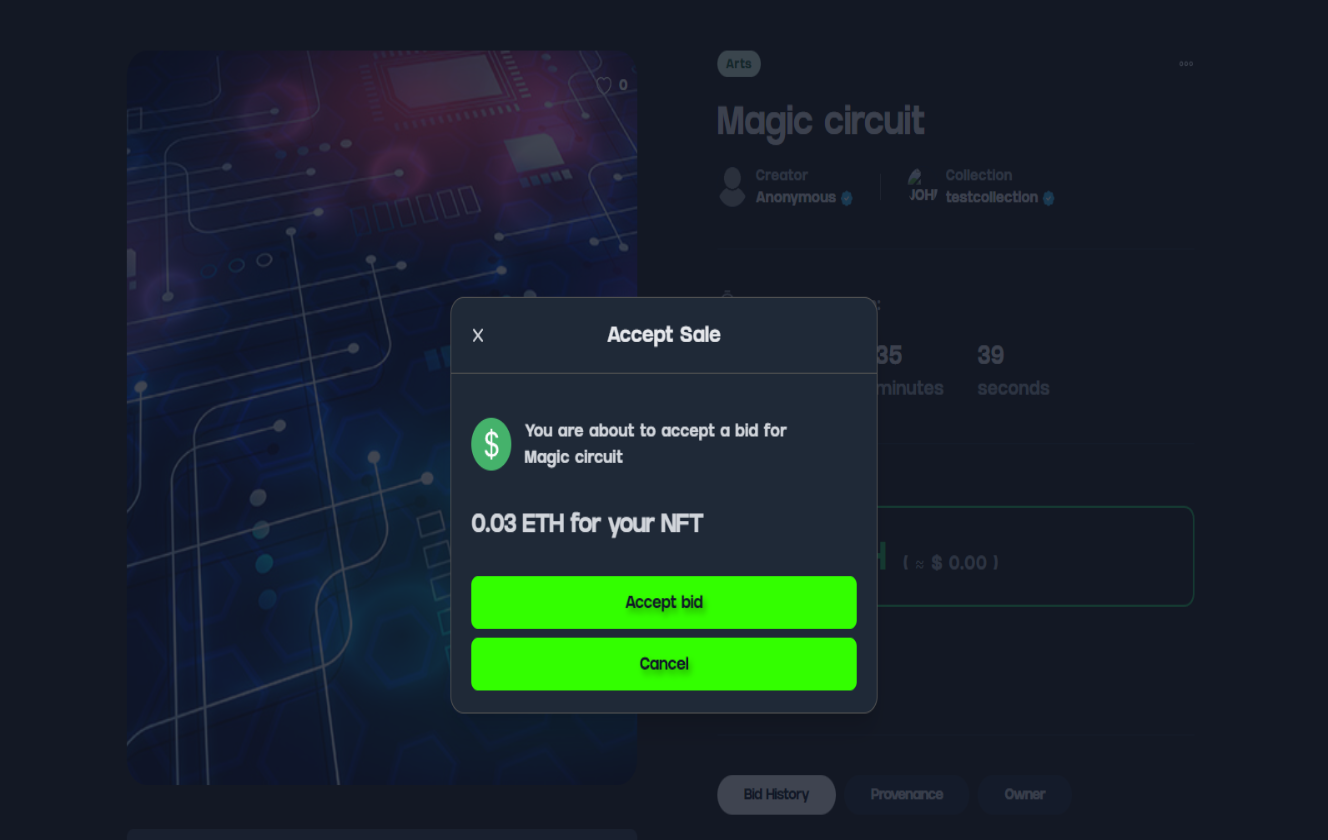 0
Arts
Magic circuit
Creator
Anonymous
Collection
testcollection
JOH
35
39
minutes
seconds
X
Accept Sale
You are about to accept a bid for
Magic circuit
0.03 ETH for your NFT
( ≈ $ 0.00 )
Accept bid
Cancel
Bid History
Provenance
Owner